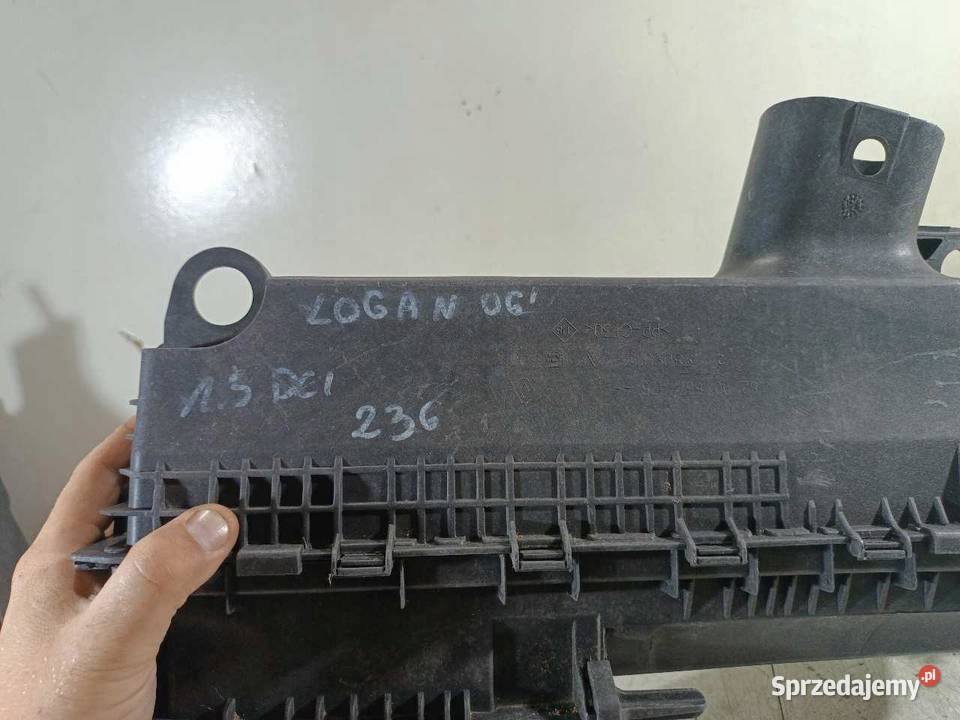 LOGAN 06'
1.5 DCI
236
Sprzedajemy.pl